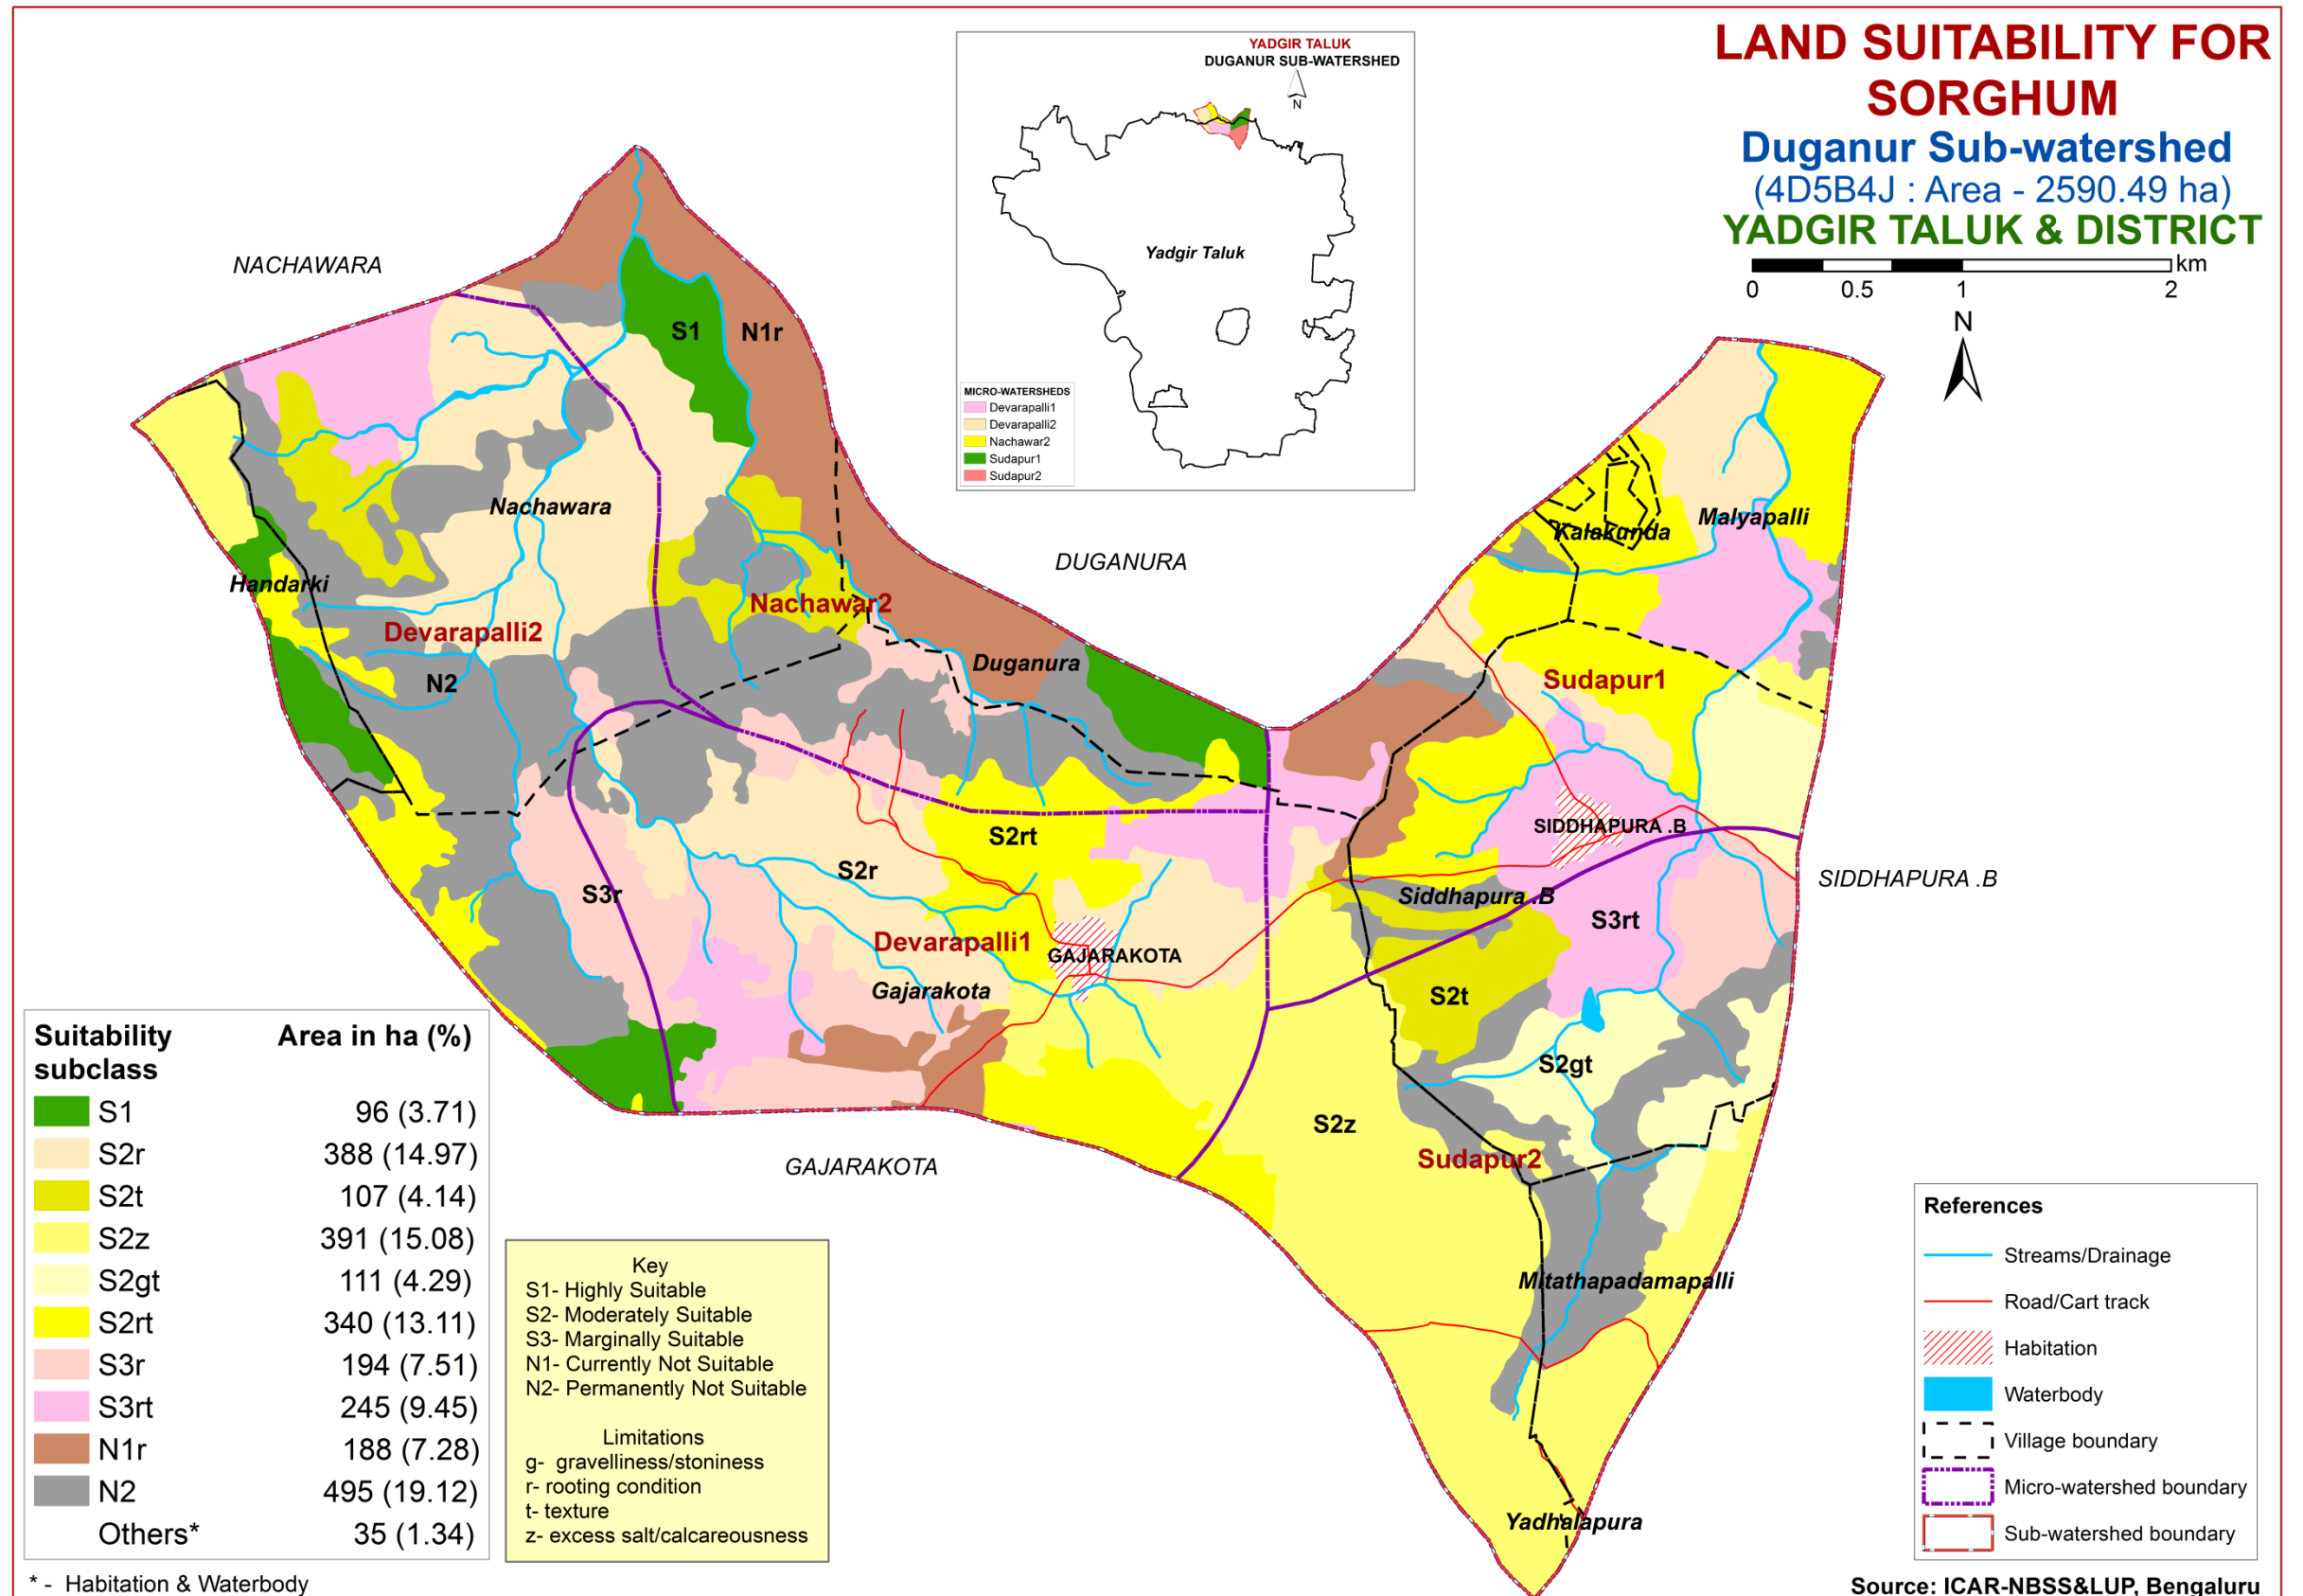 LAND SUITABILITY FOR
SORGHUM
Duganur Sub-watershed
(4D5B4J : Area - 2590.49 ha)
YADGIR TALUK & DISTRICT
km
0 0.5 1 2
N
YADGIR TALUK
DUGANUR SUB-WATERSHED
N
Yadgir Taluk
MICRO-WATERSHEDS
Devarapalli1
Devarapalli2
Nachawar2
Sudapur1
Sudapur2
NACHAWARA
S1
N1r
Nachawara
Kalakunda
Malyapalli
DUGANURA
Handarki
Nachawar2
Devarapalli2
Duganura
N2
Sudapur1
S2rt
SIDDHAPURA .B
S2r
SIDDHAPURA .B
S3r
Siddhapura .B
S3rt
Devarapalli1
GAJARAKOTA
Gajarakota
S2t
S2gt
S2z
Sudapur2
GAJARAKOTA
Mitathapadamapalli
Yadhalapura
Suitability subclass Area in ha (%)
S1 96 (3.71)
S2r 388 (14.97)
S2t 107 (4.14)
S2z 391 (15.08)
S2gt 111 (4.29)
S2rt 340 (13.11)
S3r 194 (7.51)
S3rt 245 (9.45)
N1r 188 (7.28)
N2 495 (19.12)
Others* 35 (1.34)
* - Habitation & Waterbody
Key
S1- Highly Suitable
S2- Moderately Suitable
S3- Marginally Suitable
N1- Currently Not Suitable
N2- Permanently Not Suitable
Limitations
g- gravelliness/stoniness
r- rooting condition
t- texture
z- excess salt/calcareousness
References
Streams/Drainage
Road/Cart track
Habitation
Waterbody
Village boundary
Micro-watershed boundary
Sub-watershed boundary
Source: ICAR-NBSS&LUP, Bengaluru